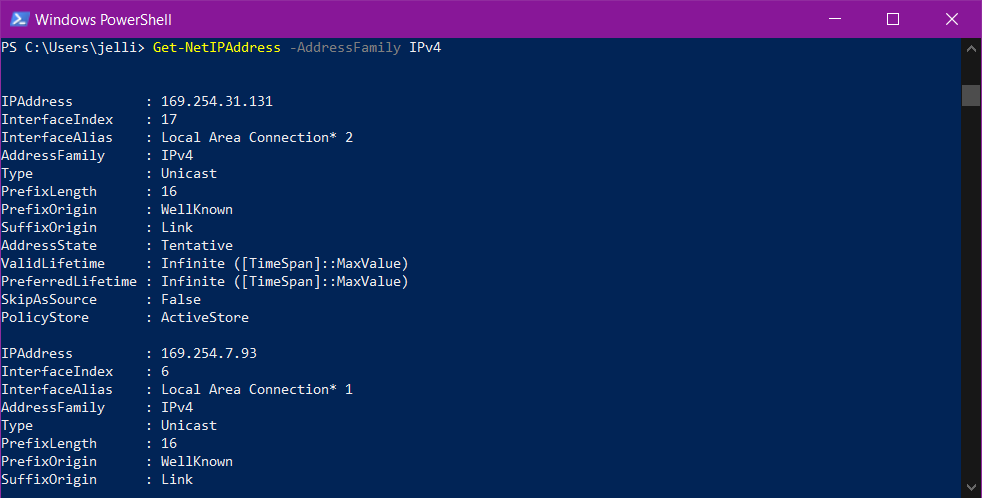 Windows PowerShell
PS C:\Users\jelli> Get-NetIPAddress -AddressFamily IPv4
IPAddress         : 169.254.31.131
InterfaceIndex    : 17
InterfaceAlias    : Local Area Connection* 2
AddressFamily     : IPv4
Type              : Unicast
PrefixLength      : 16
PrefixOrigin      : WellKnown
SuffixOrigin      : Link
AddressState      : Tentative
ValidLifetime     : Infinite ([TimeSpan]::MaxValue)
PreferredLifetime : Infinite ([TimeSpan]::MaxValue)
SkipAsSource      : False
PolicyStore       : ActiveStore
IPAddress         : 169.254.7.93
InterfaceIndex    : 6
InterfaceAlias    : Local Area Connection* 1
AddressFamily     : IPv4
Type              : Unicast
PrefixLength      : 16
PrefixOrigin      : WellKnown
SuffixOrigin      : Link